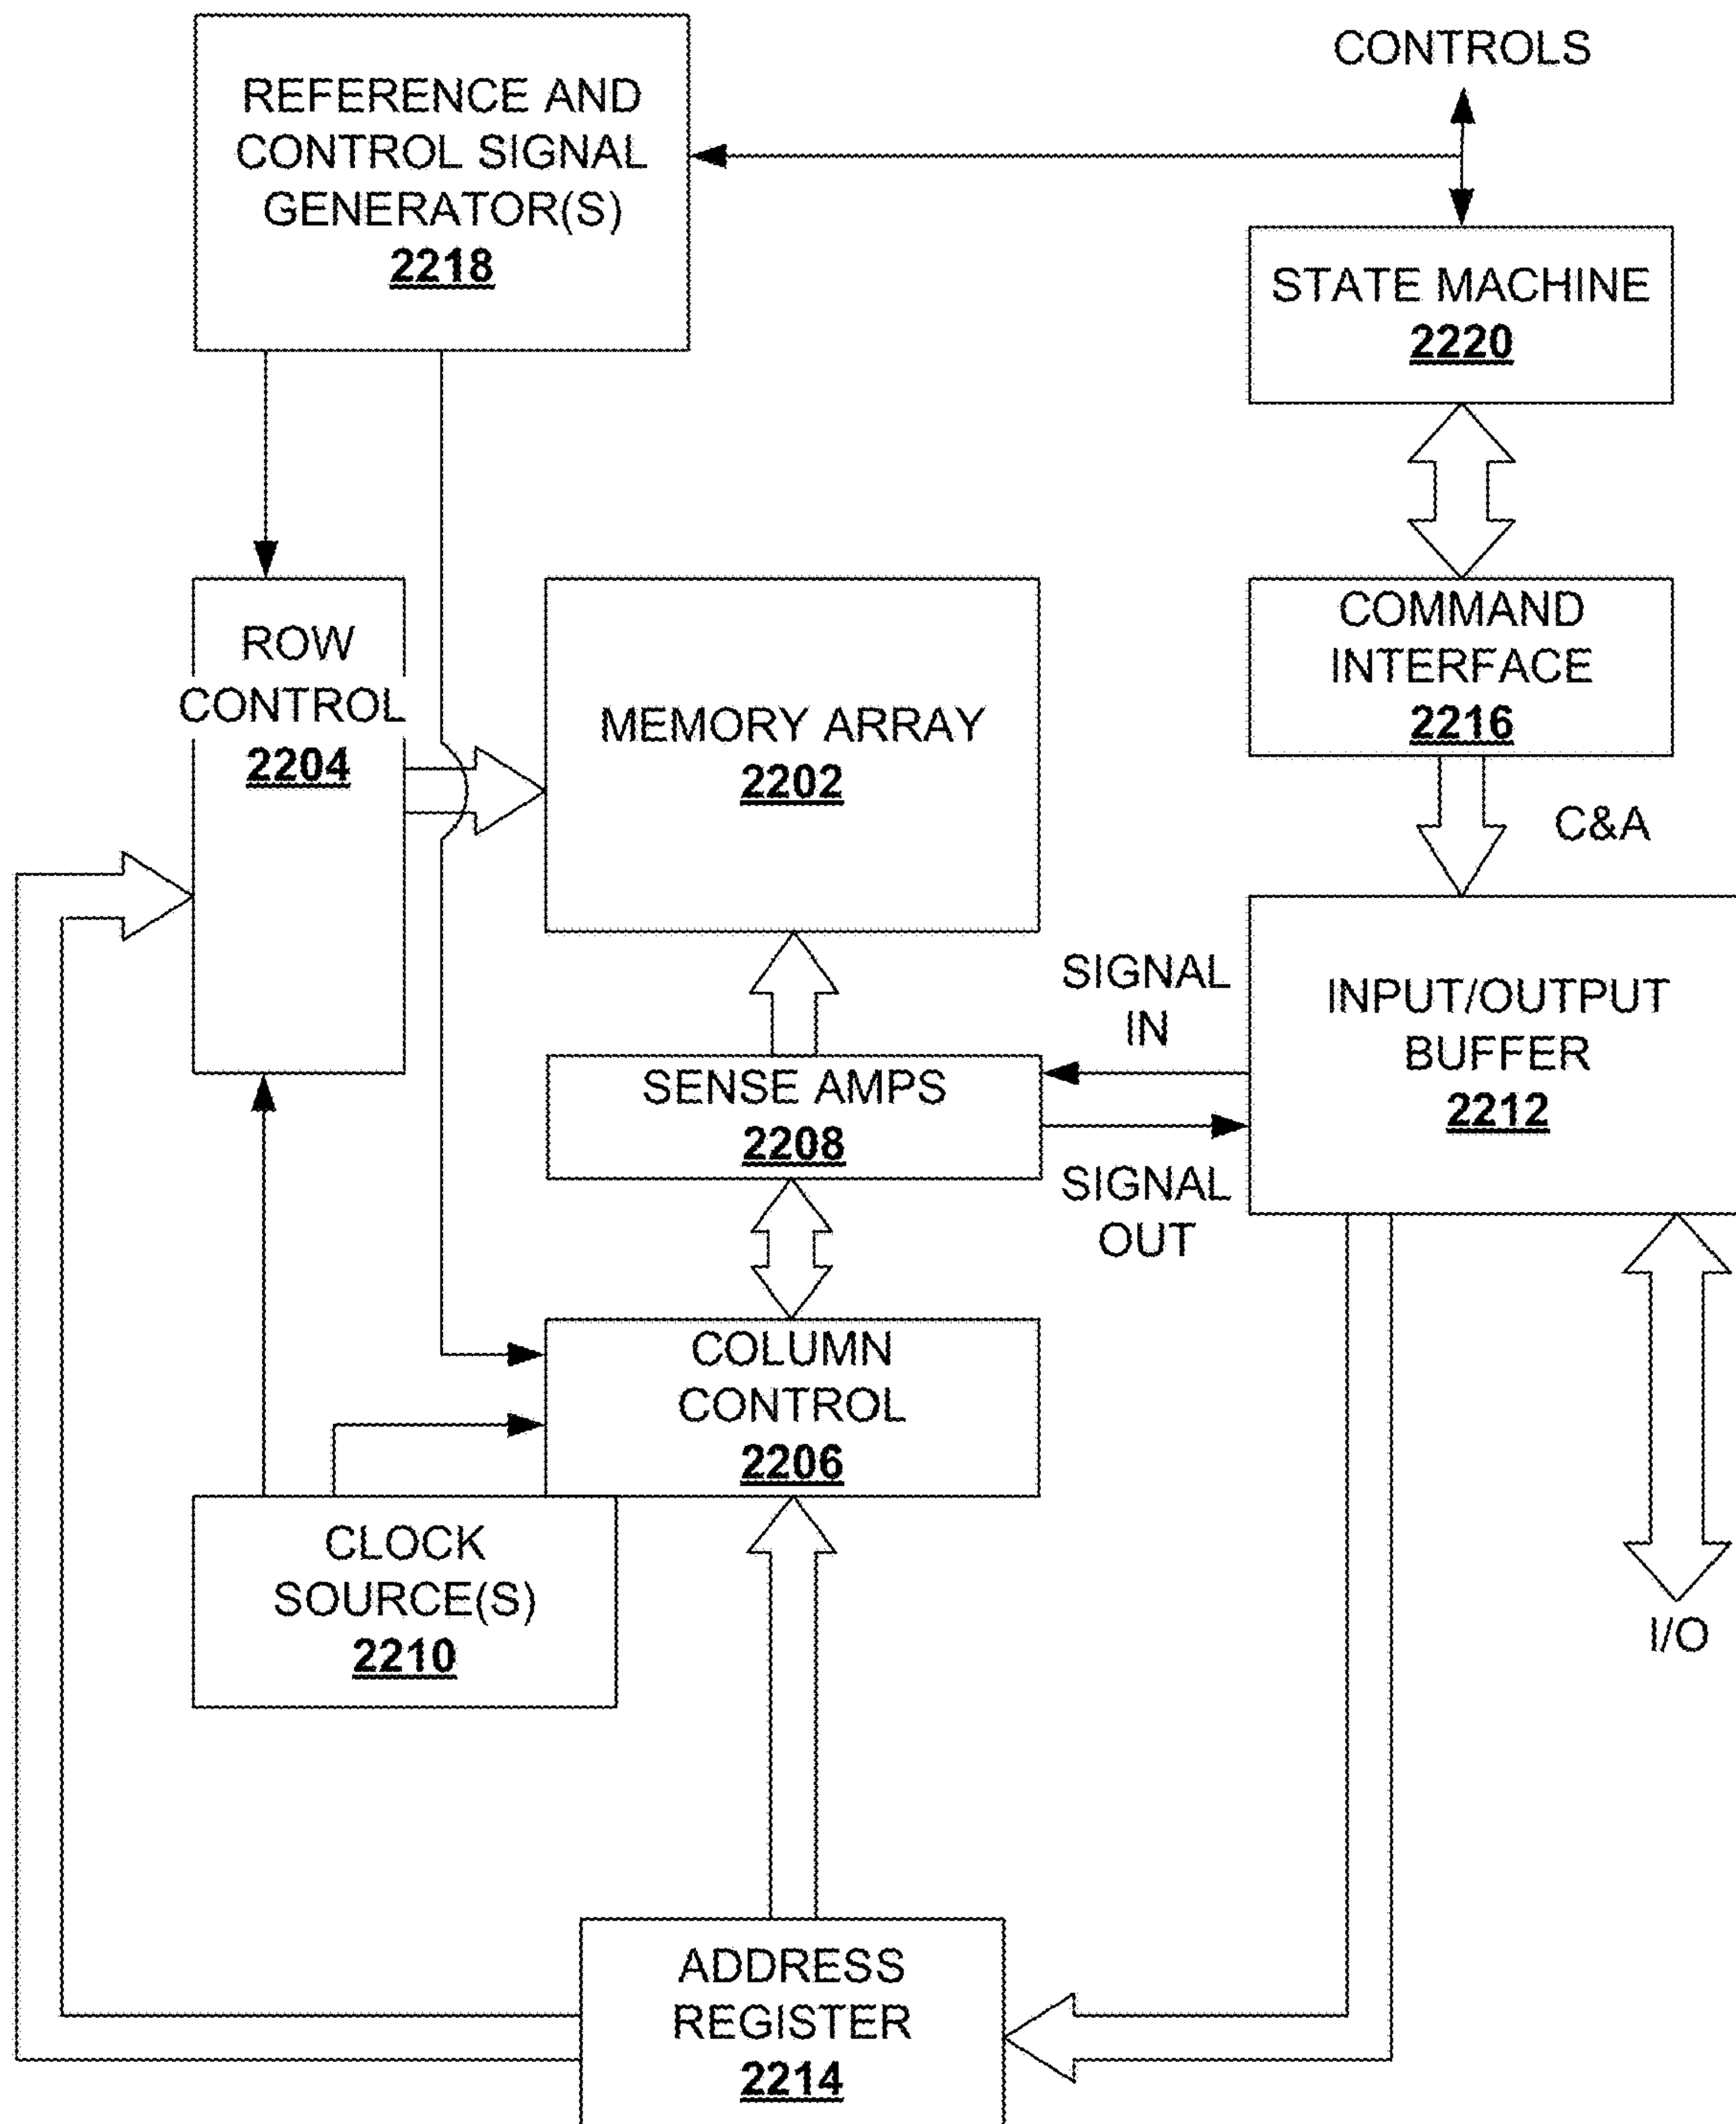 REFERENCE AND
CONTROL SIGNAL
GENERATOR(S)
2218
CONTROLS
STATE MACHINE
2220
ROW
CONTROL
2204
MEMORY ARRAY
2202
COMMAND
INTERFACE
2216
C&A
SIGNAL
IN
INPUT/OUTPUT
BUFFER
2212
SENSE AMPS
2208
SIGNAL
OUT
COLUMN
CONTROL
2206
CLOCK
SOURCE(S)
2210
I/O
ADDRESS
REGISTER
2214